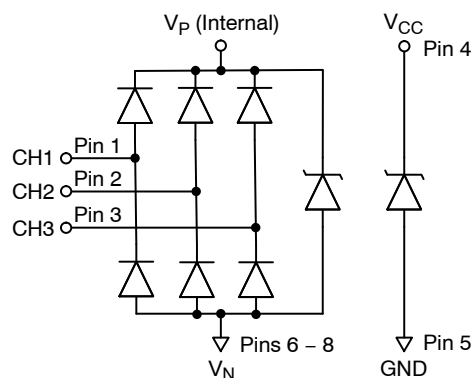 V_P (Internal)
V_CC
Pin 4
CH1 Pin 1
CH2 Pin 2
CH3 Pin 3
Pins 6 – 8
V_N
Pin 5
GND